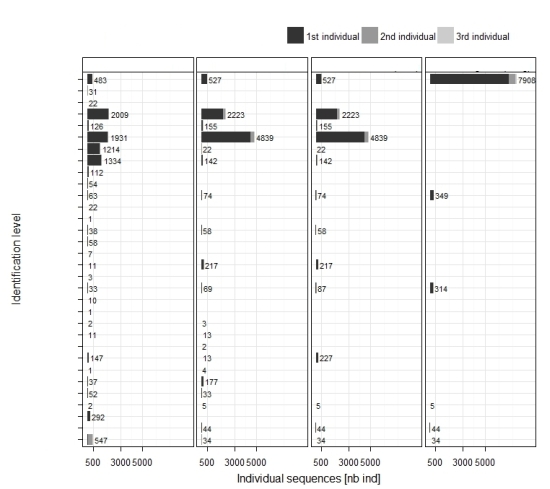 1st individual 2nd individual 3rd individual
483 527 527 7908
31
22
2009 2223 2223
126 155 155
1931 4839 4839
1214 22 22
1334 142 142
112
54
63 74 74 349
22
1
38 58 58
58
7
11 217 217
3
33 69 87 314
10
1
2 3
11 13
2
147 13 227
1 4
37 177
52 33
2 5 5 5
292
44 44 44
547 34 34 34
500 3000 5000 500 3000 5000 500 3000 5000 500 3000 5000
Individual sequences [nb ind]
Identification level